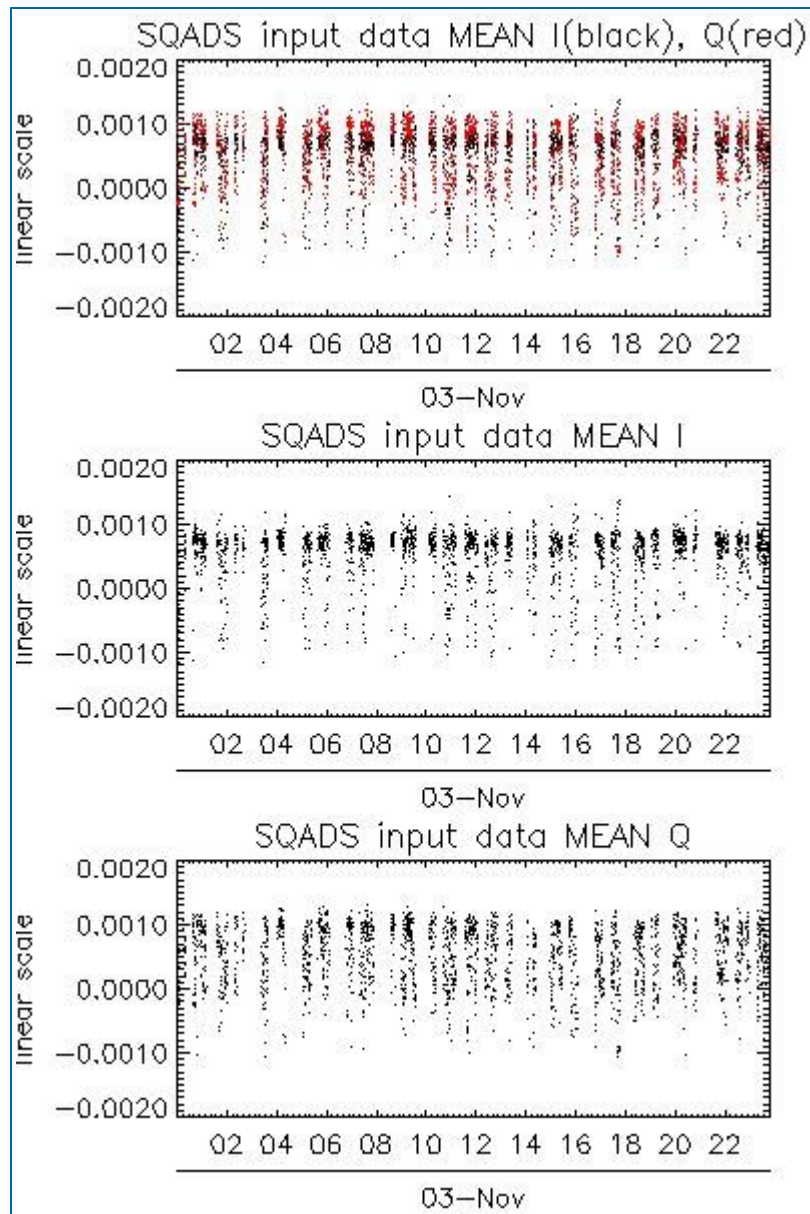 SQADS input data MEAN I(black), Q(red)
0.0020
0.0010
0.0000
−0.0010
−0.0020
linear scale
02 04 06 08 10 12 14 16 18 20 22
03−Nov
SQADS input data MEAN I
0.0020
0.0010
0.0000
−0.0010
−0.0020
linear scale
02 04 06 08 10 12 14 16 18 20 22
03−Nov
SQADS input data MEAN Q
0.0020
0.0010
0.0000
−0.0010
−0.0020
linear scale
02 04 06 08 10 12 14 16 18 20 22
03−Nov